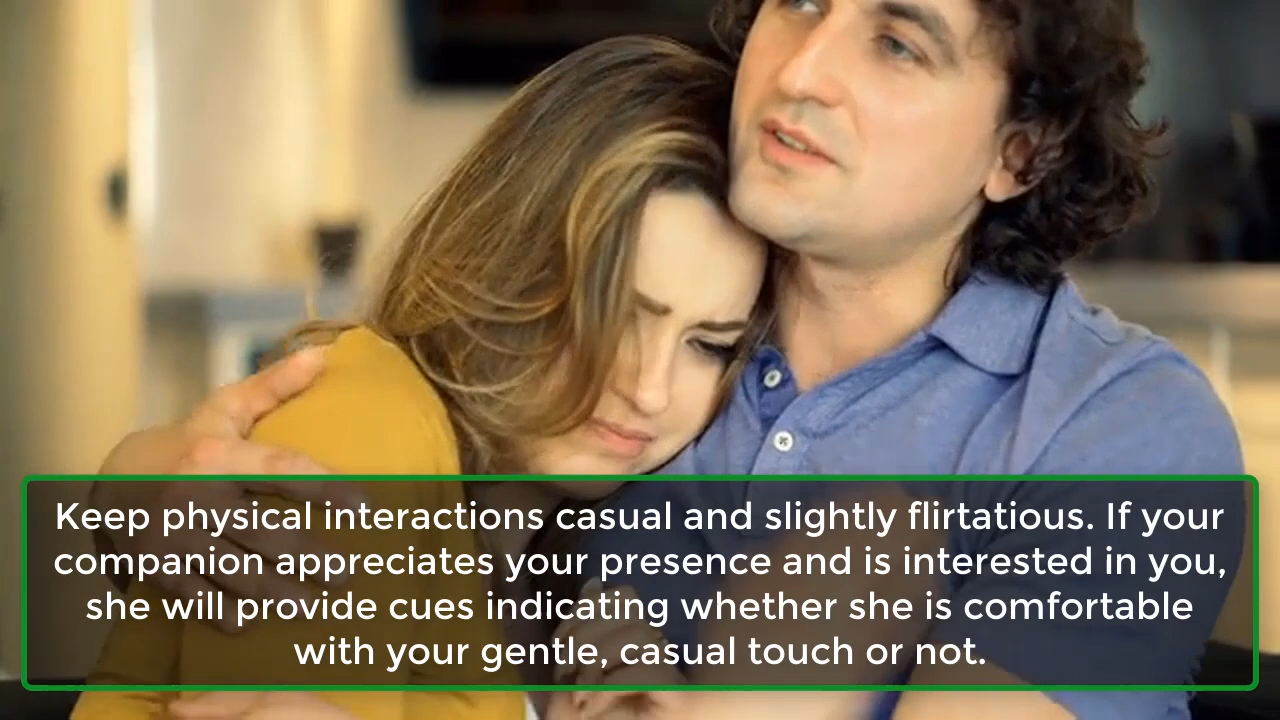 Keep physical interactions casual and slightly flirtatious. If your
companion appreciates your presence and is interested in you,
she will provide cues indicating whether she is comfortable
with your gentle, casual touch or not.